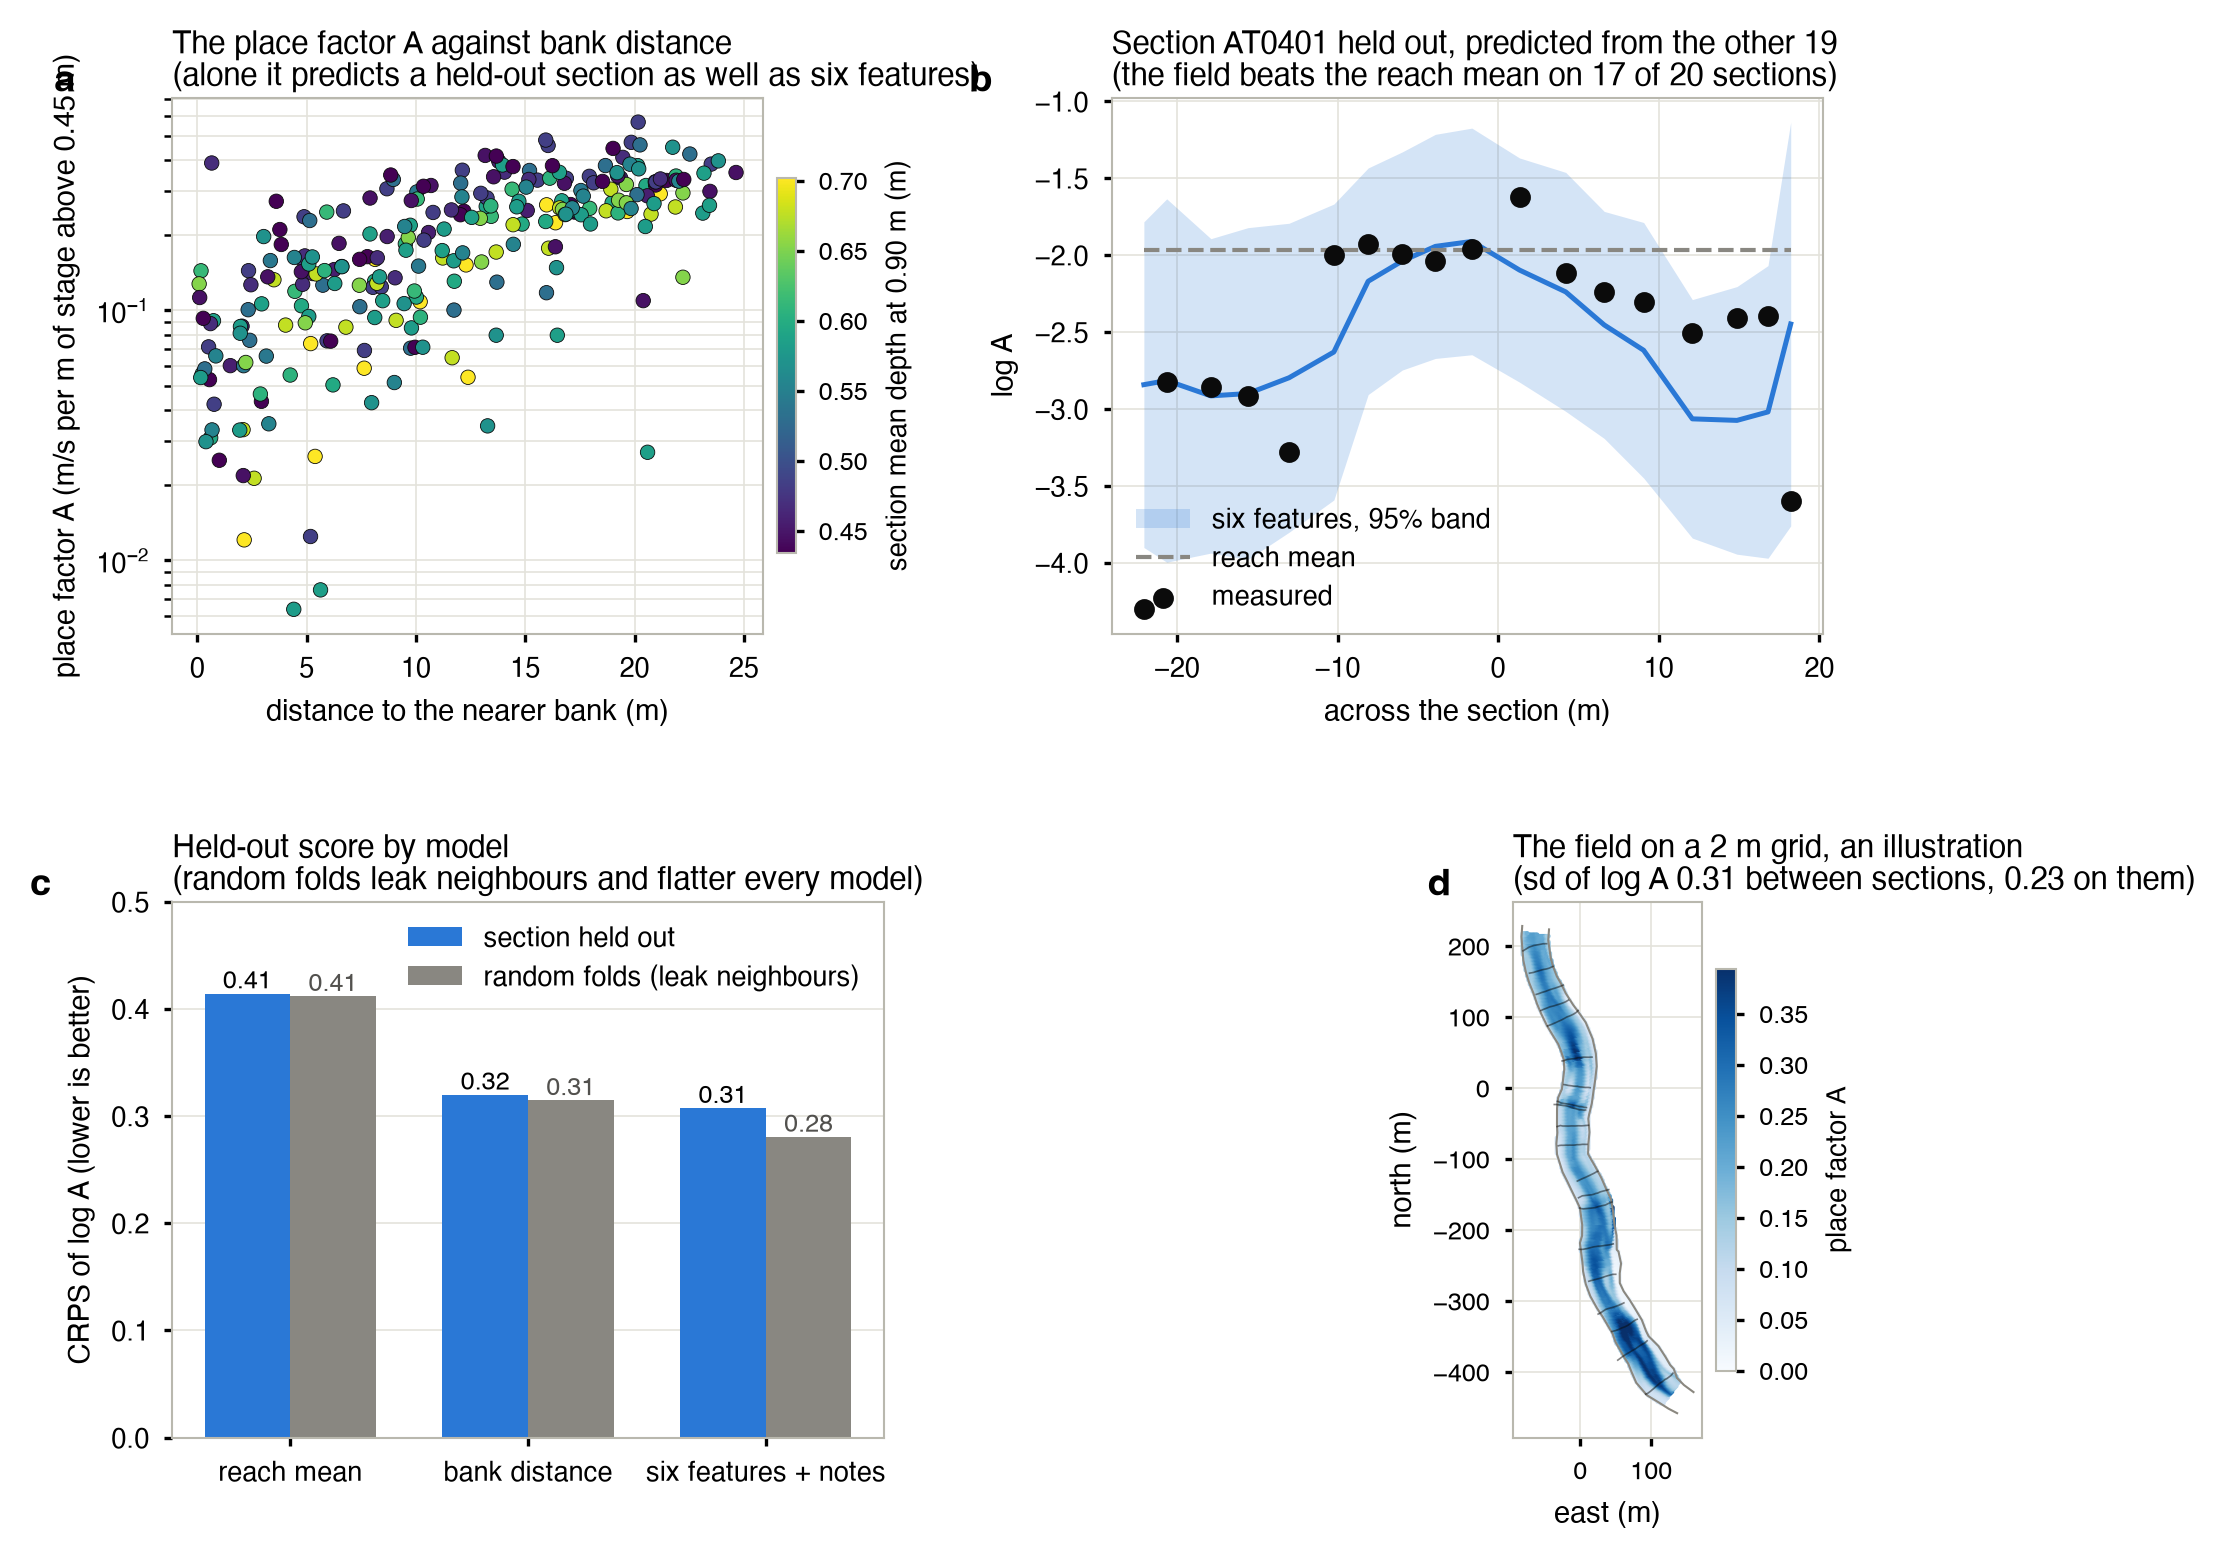 a
The place factor A against bank distance
(alone it predicts a held-out section as well as six features)
place factor A (m/s per m of stage above 0.45 m)
10⁻¹
10⁻²
0 5 10 15 20 25
distance to the nearer bank (m)
0.70
0.65
0.60
0.55
0.50
0.45
section mean depth at 0.90 m (m)
b
Section AT0401 held out, predicted from the other 19
(the field beats the reach mean on 17 of 20 sections)
log A
−1.0
−1.5
−2.0
−2.5
−3.0
−3.5
−4.0
six features, 95% band
reach mean
measured
−20 −10 0 10 20
across the section (m)
c
Held-out score by model
(random folds leak neighbours and flatter every model)
CRPS of log A (lower is better)
0.5
0.4
0.3
0.2
0.1
0.0
section held out
random folds (leak neighbours)
0.41 0.41
0.32 0.31
0.31 0.28
reach mean bank distance six features + notes
d
The field on a 2 m grid, an illustration
(sd of log A 0.31 between sections, 0.23 on them)
north (m)
200
100
0
−100
−200
−300
−400
0 100
east (m)
0.35
0.30
0.25
0.20
0.15
0.10
0.05
0.00
place factor A